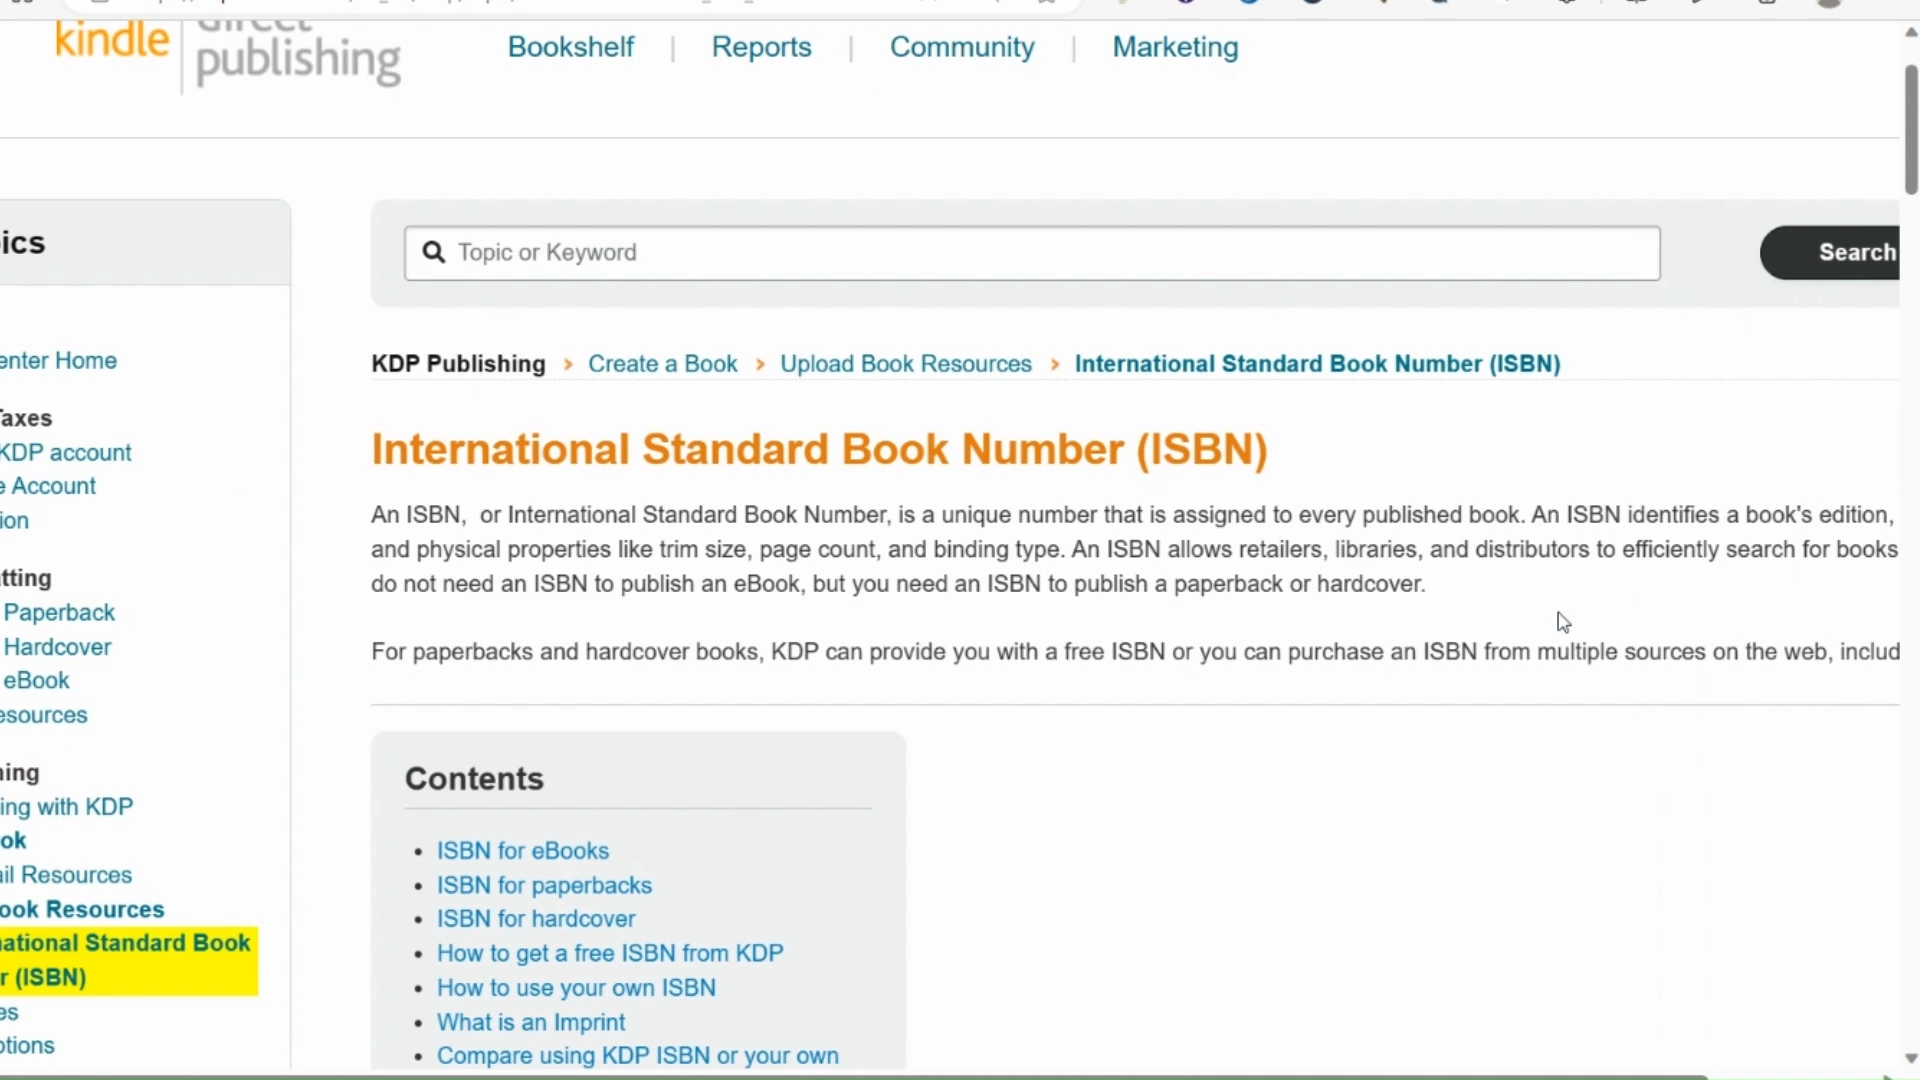 kindle direct
publishing
Bookshelf | Reports | Community | Marketing
ics
Topic or Keyword
Search
KDP Publishing › Create a Book › Upload Book Resources › International Standard Book Number (ISBN)
enter Home
Taxes
KDP account
e Account
ion
tting
Paperback
Hardcover
eBook
esources
ning
ing with KDP
ok
il Resources
ook Resources
national Standard Book
r (ISBN)
es
ptions
International Standard Book Number (ISBN)
An ISBN,  or International Standard Book Number, is a unique number that is assigned to every published book. An ISBN identifies a book's edition,
and physical properties like trim size, page count, and binding type. An ISBN allows retailers, libraries, and distributors to efficiently search for books
do not need an ISBN to publish an eBook, but you need an ISBN to publish a paperback or hardcover.
For paperbacks and hardcover books, KDP can provide you with a free ISBN or you can purchase an ISBN from multiple sources on the web, includ
Contents
• ISBN for eBooks
• ISBN for paperbacks
• ISBN for hardcover
• How to get a free ISBN from KDP
• How to use your own ISBN
• What is an Imprint
• Compare using KDP ISBN or your own